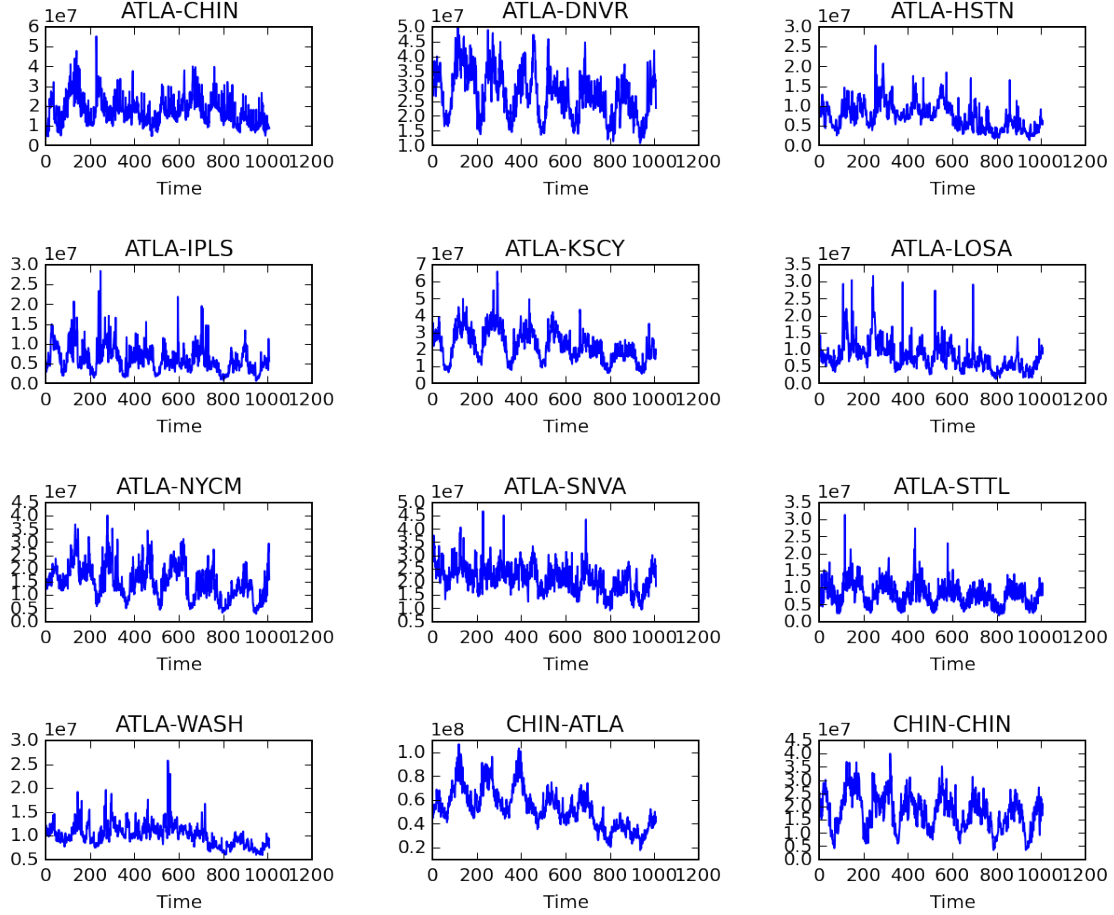 ATLA-CHIN
1e7
6
5
4
3
2
1
0
0 200 400 600 800 1000 1200
Time
ATLA-DNVR
1e7
5.0
4.5
4.0
3.5
3.0
2.5
2.0
1.5
1.0
0 200 400 600 800 1000 1200
Time
ATLA-HSTN
1e7
3.0
2.5
2.0
1.5
1.0
0.5
0.0
0 200 400 600 800 1000 1200
Time
ATLA-IPLS
1e7
3.0
2.5
2.0
1.5
1.0
0.5
0.0
0 200 400 600 800 1000 1200
Time
ATLA-KSCY
1e7
7
6
5
4
3
2
1
0
0 200 400 600 800 1000 1200
Time
ATLA-LOSA
1e7
3.5
3.0
2.5
2.0
1.5
1.0
0.5
0.0
0 200 400 600 800 1000 1200
Time
ATLA-NYCM
1e7
4.5
4.0
3.5
3.0
2.5
2.0
1.5
1.0
0.5
0.0
0 200 400 600 800 1000 1200
Time
ATLA-SNVA
1e7
5.0
4.5
4.0
3.5
3.0
2.5
2.0
1.5
1.0
0.5
0 200 400 600 800 1000 1200
Time
ATLA-STTL
1e7
3.5
3.0
2.5
2.0
1.5
1.0
0.5
0.0
0 200 400 600 800 1000 1200
Time
ATLA-WASH
1e7
3.0
2.5
2.0
1.5
1.0
0.5
0 200 400 600 800 1000 1200
Time
CHIN-ATLA
1e8
1.0
0.8
0.6
0.4
0.2
0 200 400 600 800 1000 1200
Time
CHIN-CHIN
1e7
4.5
4.0
3.5
3.0
2.5
2.0
1.5
1.0
0.5
0.0
0 200 400 600 800 1000 1200
Time